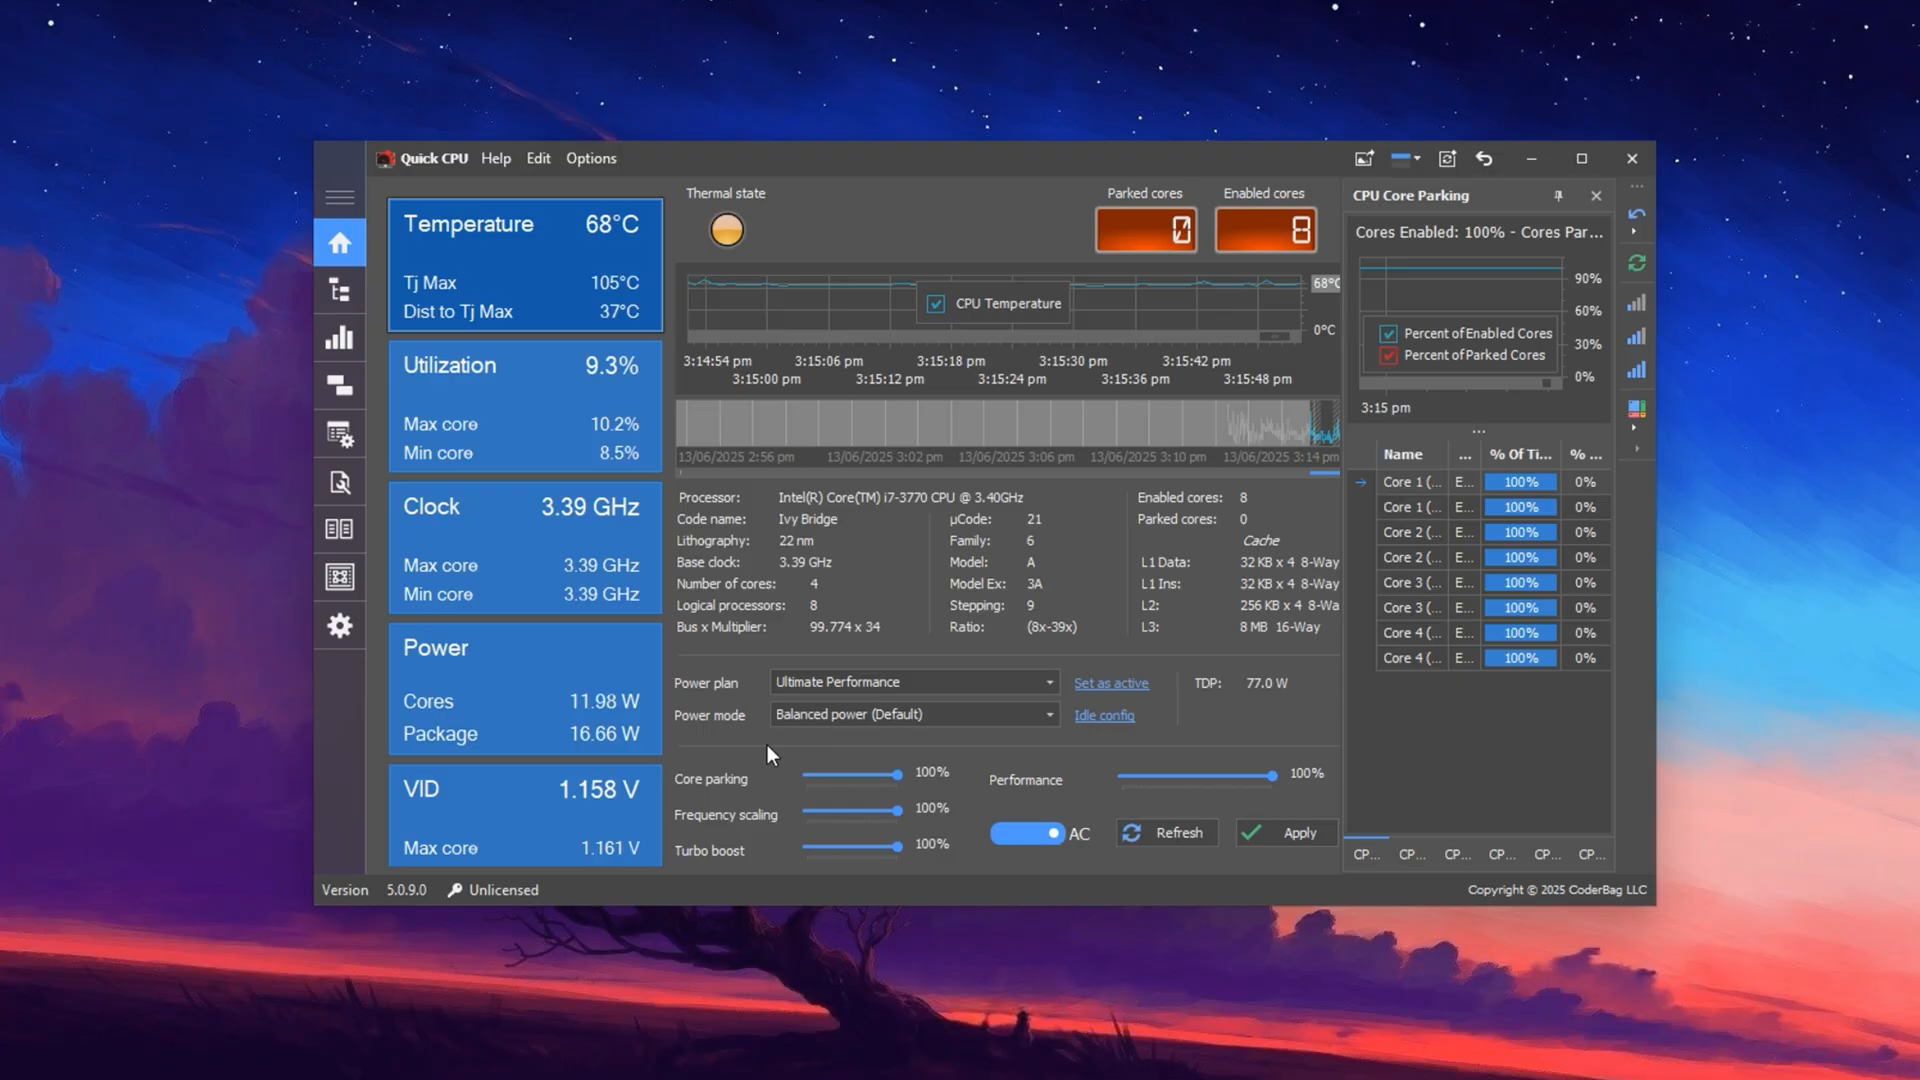 Quick CPU Help Edit Options
Temperature 68°C
Tj Max 105°C
Dist to Tj Max 37°C
Utilization 9.3%
Max core 10.2%
Min core 8.5%
Clock 3.39 GHz
Max core 3.39 GHz
Min core 3.39 GHz
Power
Cores 11.98 W
Package 16.66 W
VID 1.158 V
Max core 1.161 V
Thermal state
Parked cores Enabled cores
0 8
68°C
CPU Temperature
0°C
3:14:54 pm 3:15:06 pm 3:15:18 pm 3:15:30 pm 3:15:42 pm
3:15:00 pm 3:15:12 pm 3:15:24 pm 3:15:36 pm 3:15:48 pm
13/06/2025 2:56 pm 13/06/2025 3:02 pm 13/06/2025 3:06 pm 13/06/2025 3:10 pm 13/06/2025 3:14 pm
Processor: Intel(R) Core(TM) i7-3770 CPU @ 3.40GHz Enabled cores: 8
Code name: Ivy Bridge µCode: 21 Parked cores: 0
Lithography: 22 nm Family: 6 Cache
Base clock: 3.39 GHz Model: A L1 Data: 32 KB x 4 8-Way
Number of cores: 4 Model Ex: 3A L1 Ins: 32 KB x 4 8-Way
Logical processors: 8 Stepping: 9 L2: 256 KB x 4 8-Wa
Bus x Multiplier: 99.774 x 34 Ratio: (8x-39x) L3: 8 MB 16-Way
Power plan Ultimate Performance Set as active TDP: 77.0 W
Power mode Balanced power (Default) Idle config
Core parking 100% Performance 100%
Frequency scaling 100%
AC Refresh Apply
Turbo boost 100%
CPU Core Parking
Cores Enabled: 100% - Cores Par...
90%
60%
Percent of Enabled Cores
30%
Percent of Parked Cores
0%
3:15 pm
...
Name ... % Of Ti... % ...
Core 1 (... E... 100% 0%
Core 1 (... E... 100% 0%
Core 2 (... E... 100% 0%
Core 2 (... E... 100% 0%
Core 3 (... E... 100% 0%
Core 3 (... E... 100% 0%
Core 4 (... E... 100% 0%
Core 4 (... E... 100% 0%
CP... CP... CP... CP... CP... CP...
Version 5.0.9.0 Unlicensed Copyright © 2025 CoderBag LLC